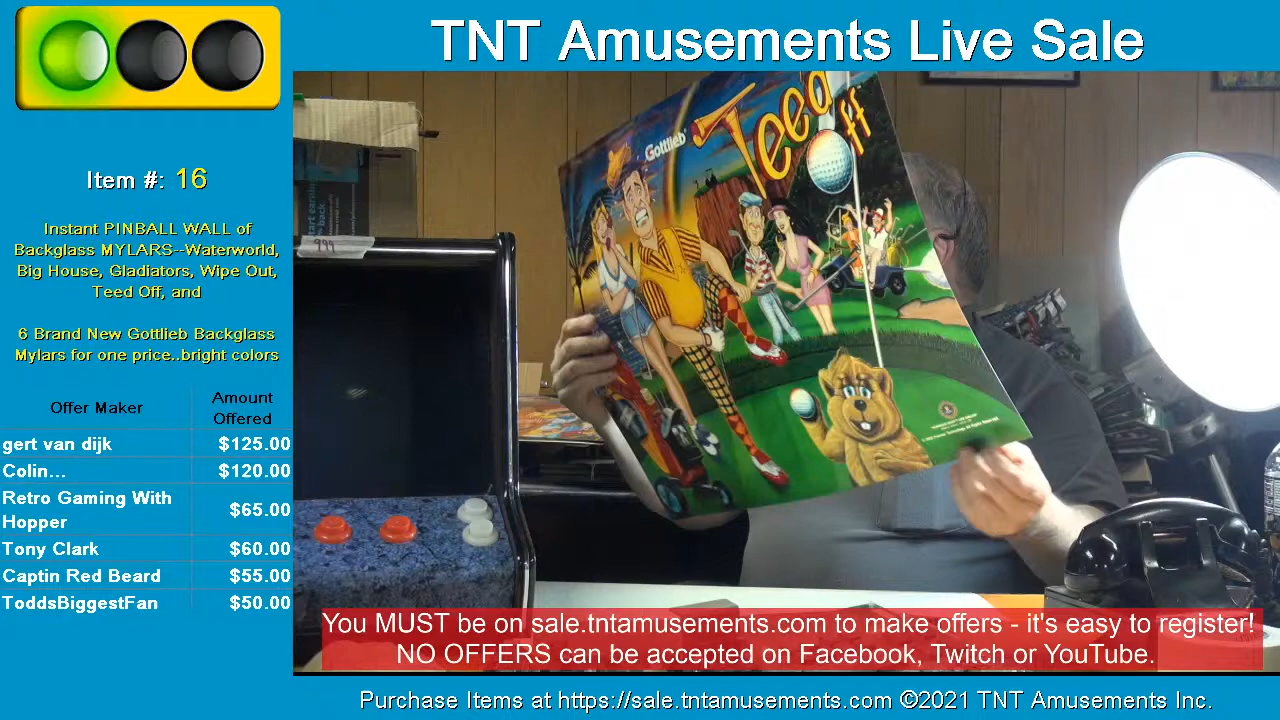 TNT Amusements Live Sale
Item #: 16
Instant PINBALL WALL of
Backglass MYLARS--Waterworld,
Big House, Gladiators, Wipe Out,
Teed Off, and
6 Brand New Gottlieb Backglass
Mylars for one price..bright colors
Offer Maker
Amount
Offered
gert van dijk $125.00
Colin... $120.00
Retro Gaming With
Hopper
$65.00
Tony Clark $60.00
Captin Red Beard $55.00
ToddsBiggestFan $50.00
999
Gottlieb
Tee'd
Off
You MUST be on sale.tntamusements.com to make offers - it's easy to register!
NO OFFERS can be accepted on Facebook, Twitch or YouTube.
Purchase Items at https://sale.tntamusements.com ©2021 TNT Amusements Inc.